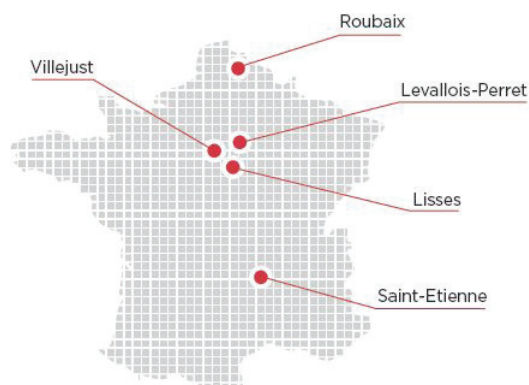 Roubaix
Villejust
Levallois-Perret
Lisses
Saint-Etienne